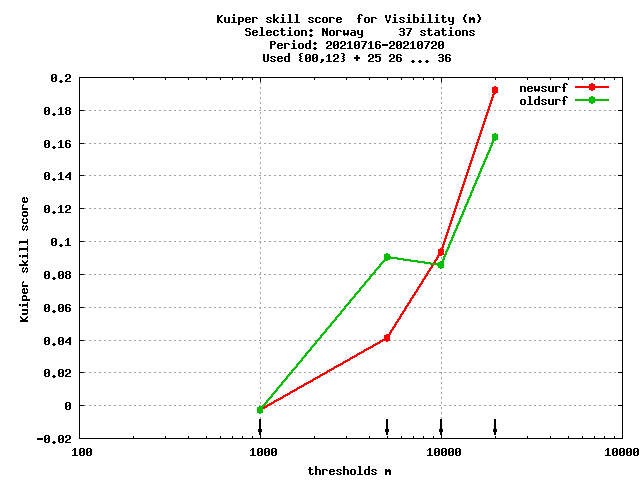 Kuiper skill score  for Visibility (m)
Selection: Norway     37 stations
Period: 20210716-20210720
Used {00,12} + 25 26 ... 36
newsurf
oldsurf
Kuiper skill score
0.2
0.18
0.16
0.14
0.12
0.1
0.08
0.06
0.04
0.02
0
-0.02
100 1000 10000 10000
thresholds m